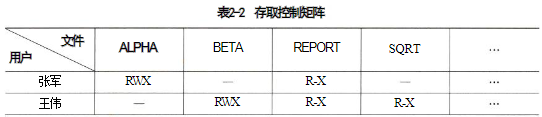 表2-2 存取控制矩阵
文件
用户 ALPHA BETA REPORT SQRT …
张军 RWX — R-X — …
王伟 — RWX R-X R-X …